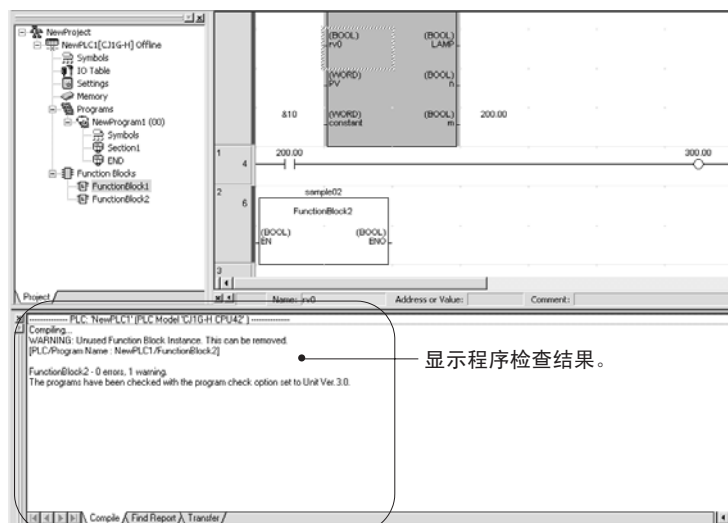 NewProject
NewPLC1[CJ1G-H] Offline
Symbols
IO Table
Settings
Memory
Programs
NewProgram1 (00)
Symbols
Section1
END
Function Blocks
FunctionBlock1
FunctionBlock2
Project
(BOOL) (BOOL)
rv0 LAMP
(WORD) (BOOL)
PV n
&10 (WORD) (BOOL) 200.00
constant m
1 200.00 300.00
4
2 sample02
6 FunctionBlock2
(BOOL) (BOOL)
EN ENO
3
Name: rv0 Address or Value: Comment:
PLC: 'NewPLC1' (PLC Model 'CJ1G-H CPU42')
Compiling...
WARNING: Unused Function Block Instance. This can be removed.
[PLC/Program Name : NewPLC1/FunctionBlock2]
FunctionBlock2 - 0 errors, 1 warning.
The programs have been checked with the program check option set to Unit Ver.3.0.
显示程序检查结果。
Compile Find Report Transfer